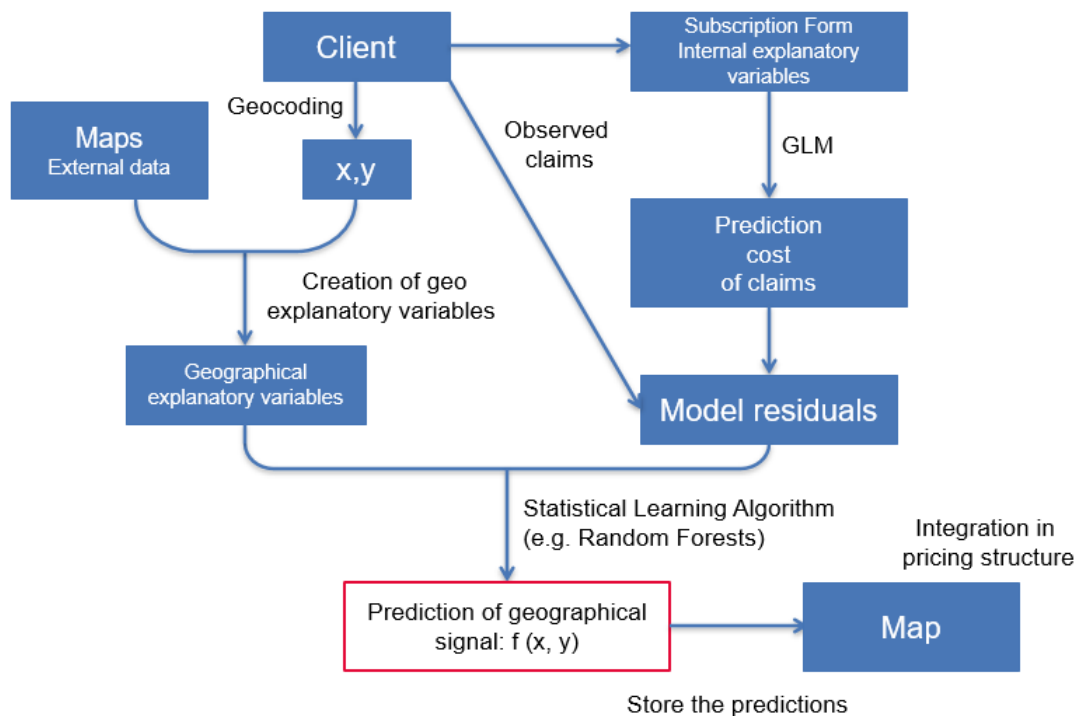 Client
Subscription Form
Internal explanatory
variables
Geocoding
Maps
External data
x,y
Observed
claims
GLM
Prediction
cost
of claims
Creation of geo
explanatory variables
Geographical
explanatory variables
Model residuals
Statistical Learning Algorithm
(e.g. Random Forests)
Integration in
pricing structure
Prediction of geographical
signal: f (x, y)
Map
Store the predictions